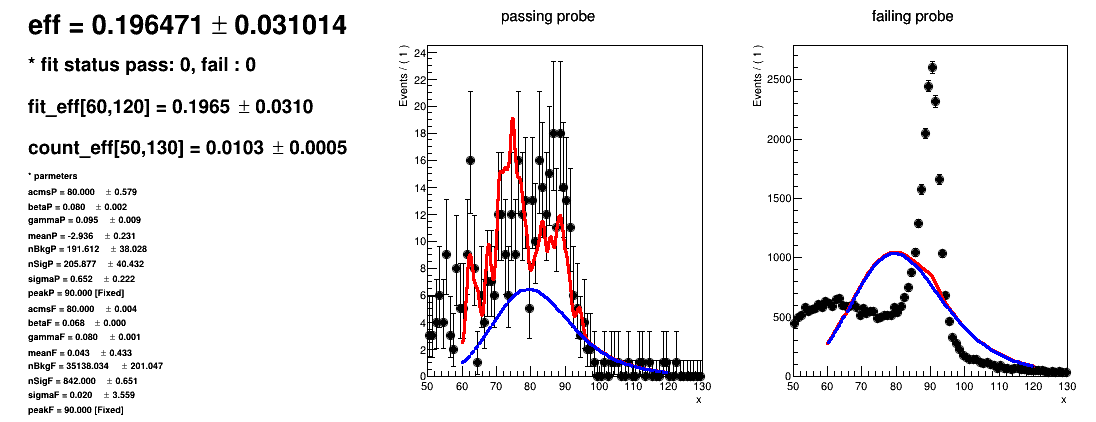 eff = 0.196471 ± 0.031014
* fit status pass: 0, fail : 0
fit_eff[60,120] = 0.1965 ± 0.0310
count_eff[50,130] = 0.0103 ± 0.0005
* parmeters
acmsP = 80.000 ± 0.579
betaP = 0.080 ± 0.002
gammaP = 0.095 ± 0.009
meanP = -2.936 ± 0.231
nBkgP = 191.612 ± 38.028
nSigP = 205.877 ± 40.432
sigmaP = 0.652 ± 0.222
peakP = 90.000 [Fixed]
acmsF = 80.000 ± 0.004
betaF = 0.068 ± 0.000
gammaF = 0.080 ± 0.001
meanF = 0.043 ± 0.433
nBkgF = 35138.034 ± 201.047
nSigF = 842.000 ± 0.651
sigmaF = 0.020 ± 3.559
peakF = 90.000 [Fixed]
passing probe
Events / ( 1 )
24
22
20
18
16
14
12
10
8
6
4
2
0
50 60 70 80 90 100 110 120 130
x
failing probe
Events / ( 1 )
2500
2000
1500
1000
500
0
50 60 70 80 90 100 110 120 130
x